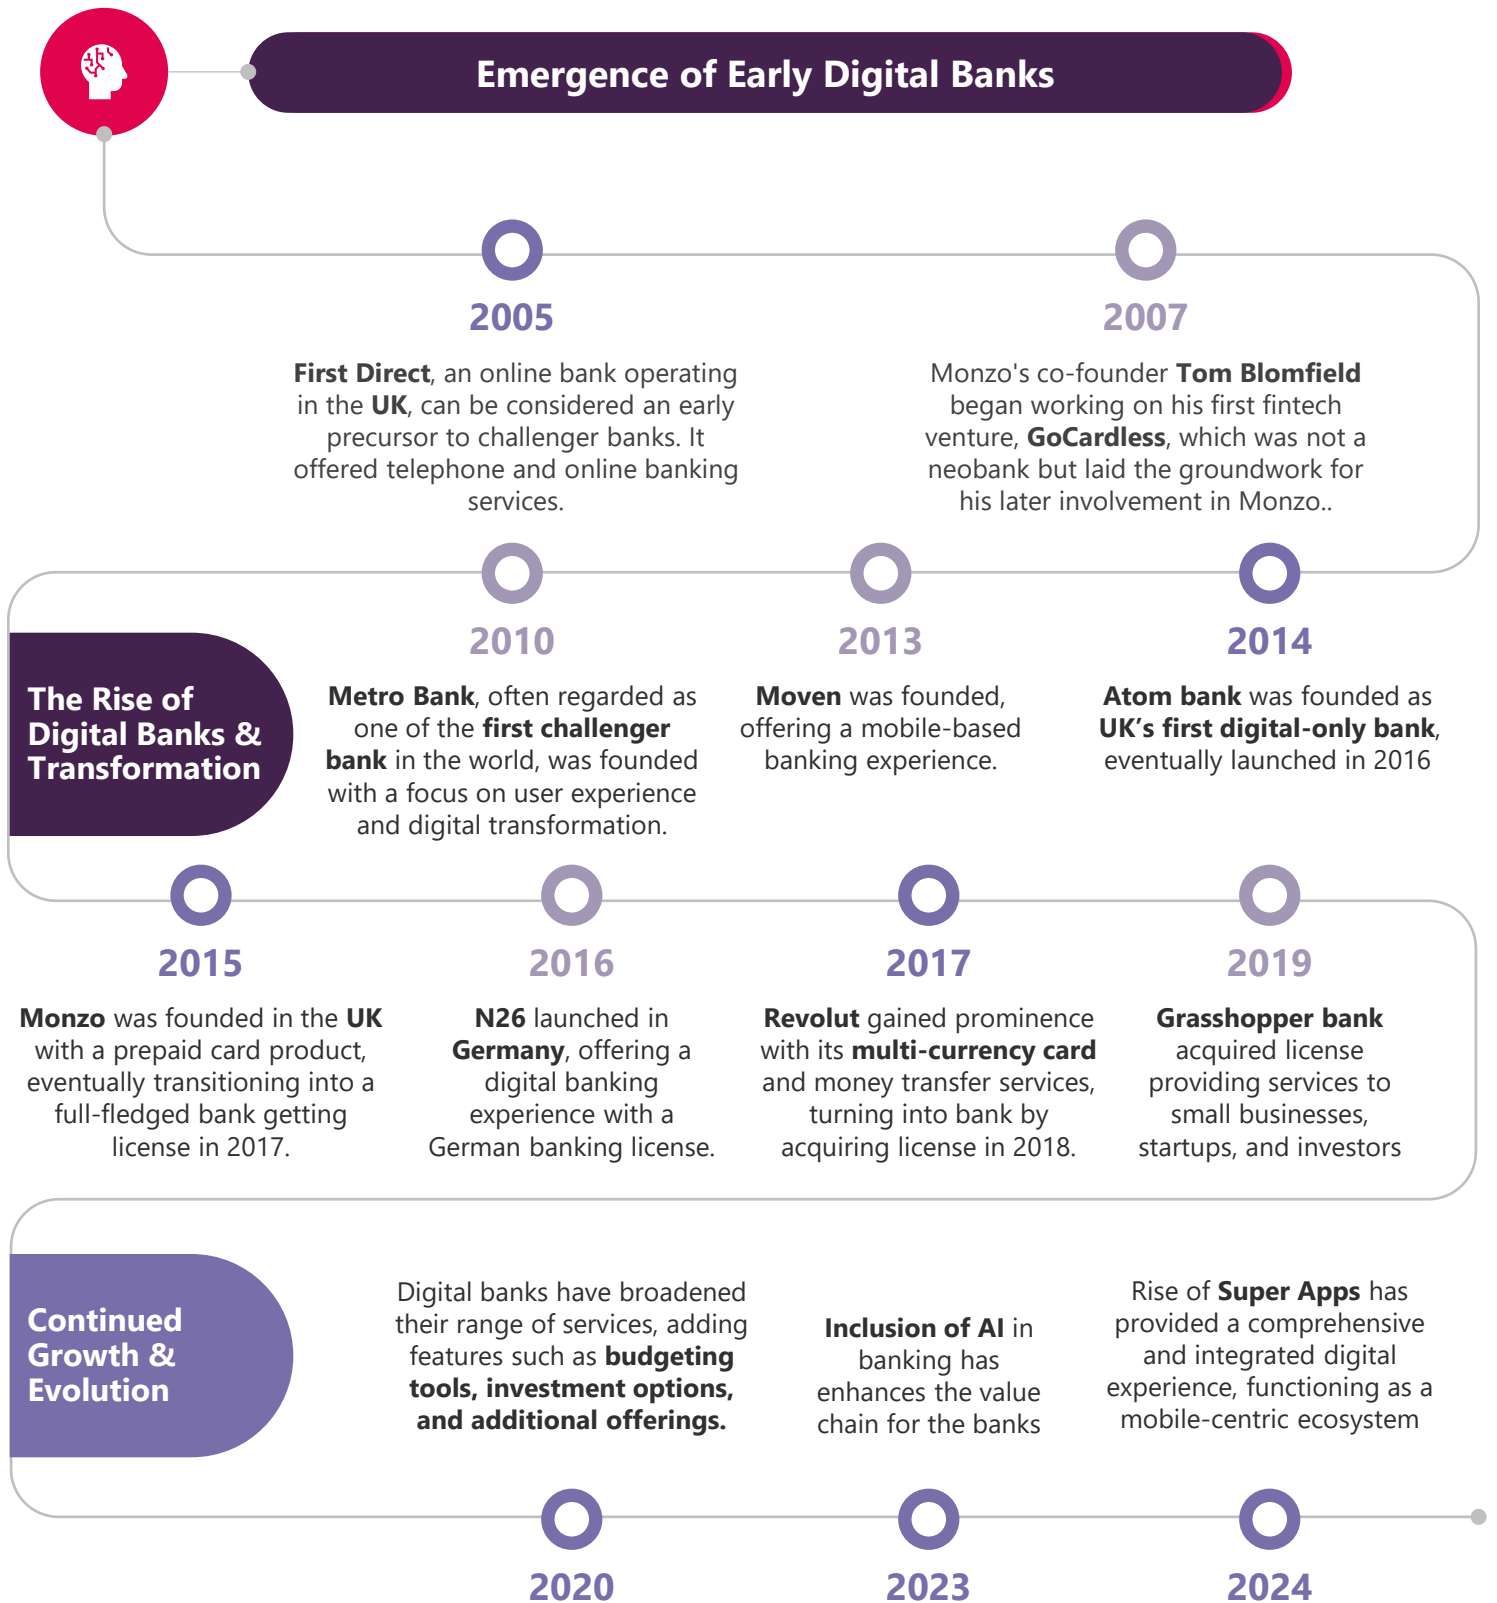 Emergence of Early Digital Banks
2005
First Direct, an online bank operating
in the UK, can be considered an early
precursor to challenger banks. It
offered telephone and online banking
services.
2007
Monzo's co-founder Tom Blomfield
began working on his first fintech
venture, GoCardless, which was not a
neobank but laid the groundwork for
his later involvement in Monzo..
The Rise of
Digital Banks &
Transformation
2010
Metro Bank, often regarded as
one of the first challenger
bank in the world, was founded
with a focus on user experience
and digital transformation.
2013
Moven was founded,
offering a mobile-based
banking experience.
2014
Atom bank was founded as
UK’s first digital-only bank,
eventually launched in 2016
2015
Monzo was founded in the UK
with a prepaid card product,
eventually transitioning into a
full-fledged bank getting
license in 2017.
2016
N26 launched in
Germany, offering a
digital banking
experience with a
German banking license.
2017
Revolut gained prominence
with its multi-currency card
and money transfer services,
turning into bank by
acquiring license in 2018.
2019
Grasshopper bank
acquired license
providing services to
small businesses,
startups, and investors
Continued
Growth &
Evolution
Digital banks have broadened
their range of services, adding
features such as budgeting
tools, investment options,
and additional offerings.
2020
Inclusion of AI in
banking has
enhances the value
chain for the banks
2023
Rise of Super Apps has
provided a comprehensive
and integrated digital
experience, functioning as a
mobile-centric ecosystem
2024